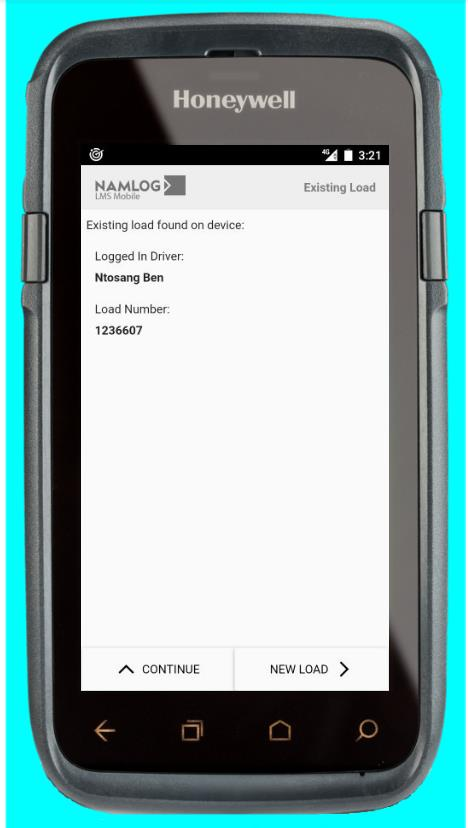 Honeywell
4G 3:21
NAMLOG
LMS Mobile
Existing Load
Existing load found on device:
Logged In Driver:
Ntosang Ben
Load Number:
1236607
CONTINUE NEW LOAD